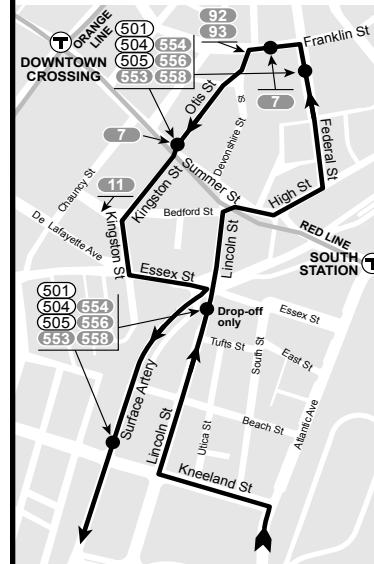 92
93
Franklin St
T ORANGE LINE
DOWNTOWN
CROSSING
501
504 554
505 556
553 558
7
Otis St
Devonshire St
7
Federal St
Chauncy St
11
Kingston St
Summer St
High St
Bedford St
De Lafayette Ave
Kingston St
Lincoln St
RED LINE
SOUTH
STATION T
Essex St
501
504 554
505 556
553 558
Drop-off
only
Essex St
Tufts St
South St
East St
Surface Artery
Lincoln St
Utica St
Beach St
Atlantic Ave
Kneeland St